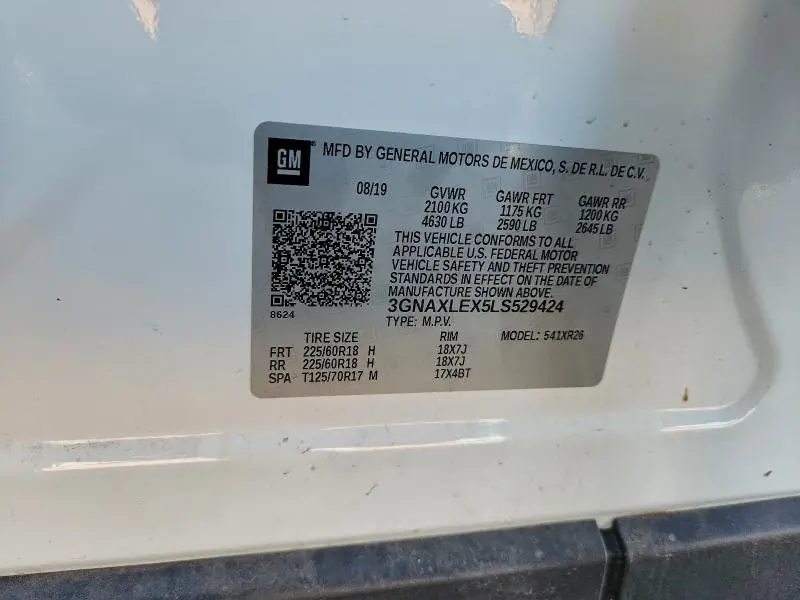 GM MFD BY GENERAL MOTORS DE MEXICO, S. DE R.L. DE C.V.
08/19 GVWR GAWR FRT GAWR RR
2100 KG 1175 KG 1200 KG
4630 LB 2590 LB 2645 LB
THIS VEHICLE CONFORMS TO ALL
APPLICABLE U.S. FEDERAL MOTOR
VEHICLE SAFETY AND THEFT PREVENTION
STANDARDS IN EFFECT ON THE DATE OF
MANUFACTURE SHOWN ABOVE.
8624
3GNAXLEX5LS529424
TYPE: M.P.V.
TIRE SIZE RIM MODEL: 541XR26
FRT 225/60R18 H 18X7J
RR 225/60R18 H 18X7J
SPA T125/70R17 M 17X4BT